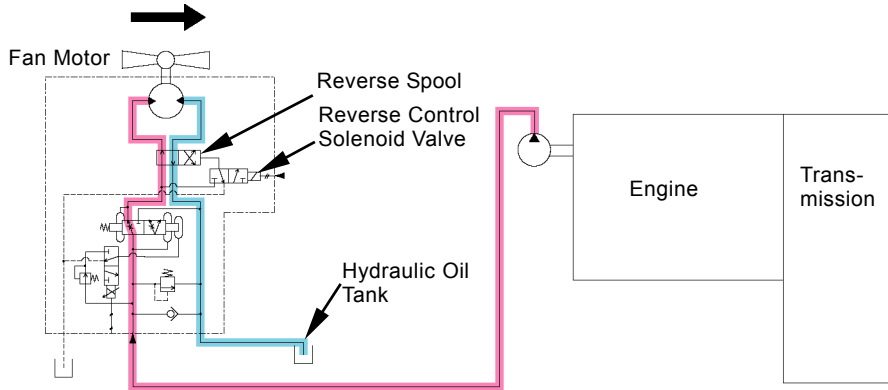 Fan Motor
Reverse Spool
Reverse Control
Solenoid Valve
Engine
Trans-
mission
Hydraulic Oil
Tank